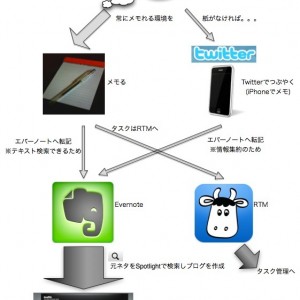 常にメモれる環境を
紙がなければ。。。
twitter
メモる
Twitterでつぶやく
(iPhoneでメモ)
エバーノートへ転記
※テキスト検索できるため
タスクはRTMへ
エバーノートへ転記
※情報集約のため
Evernote
RTM
元ネタをSpotlightで検索しブログを作成
タスク管理へ